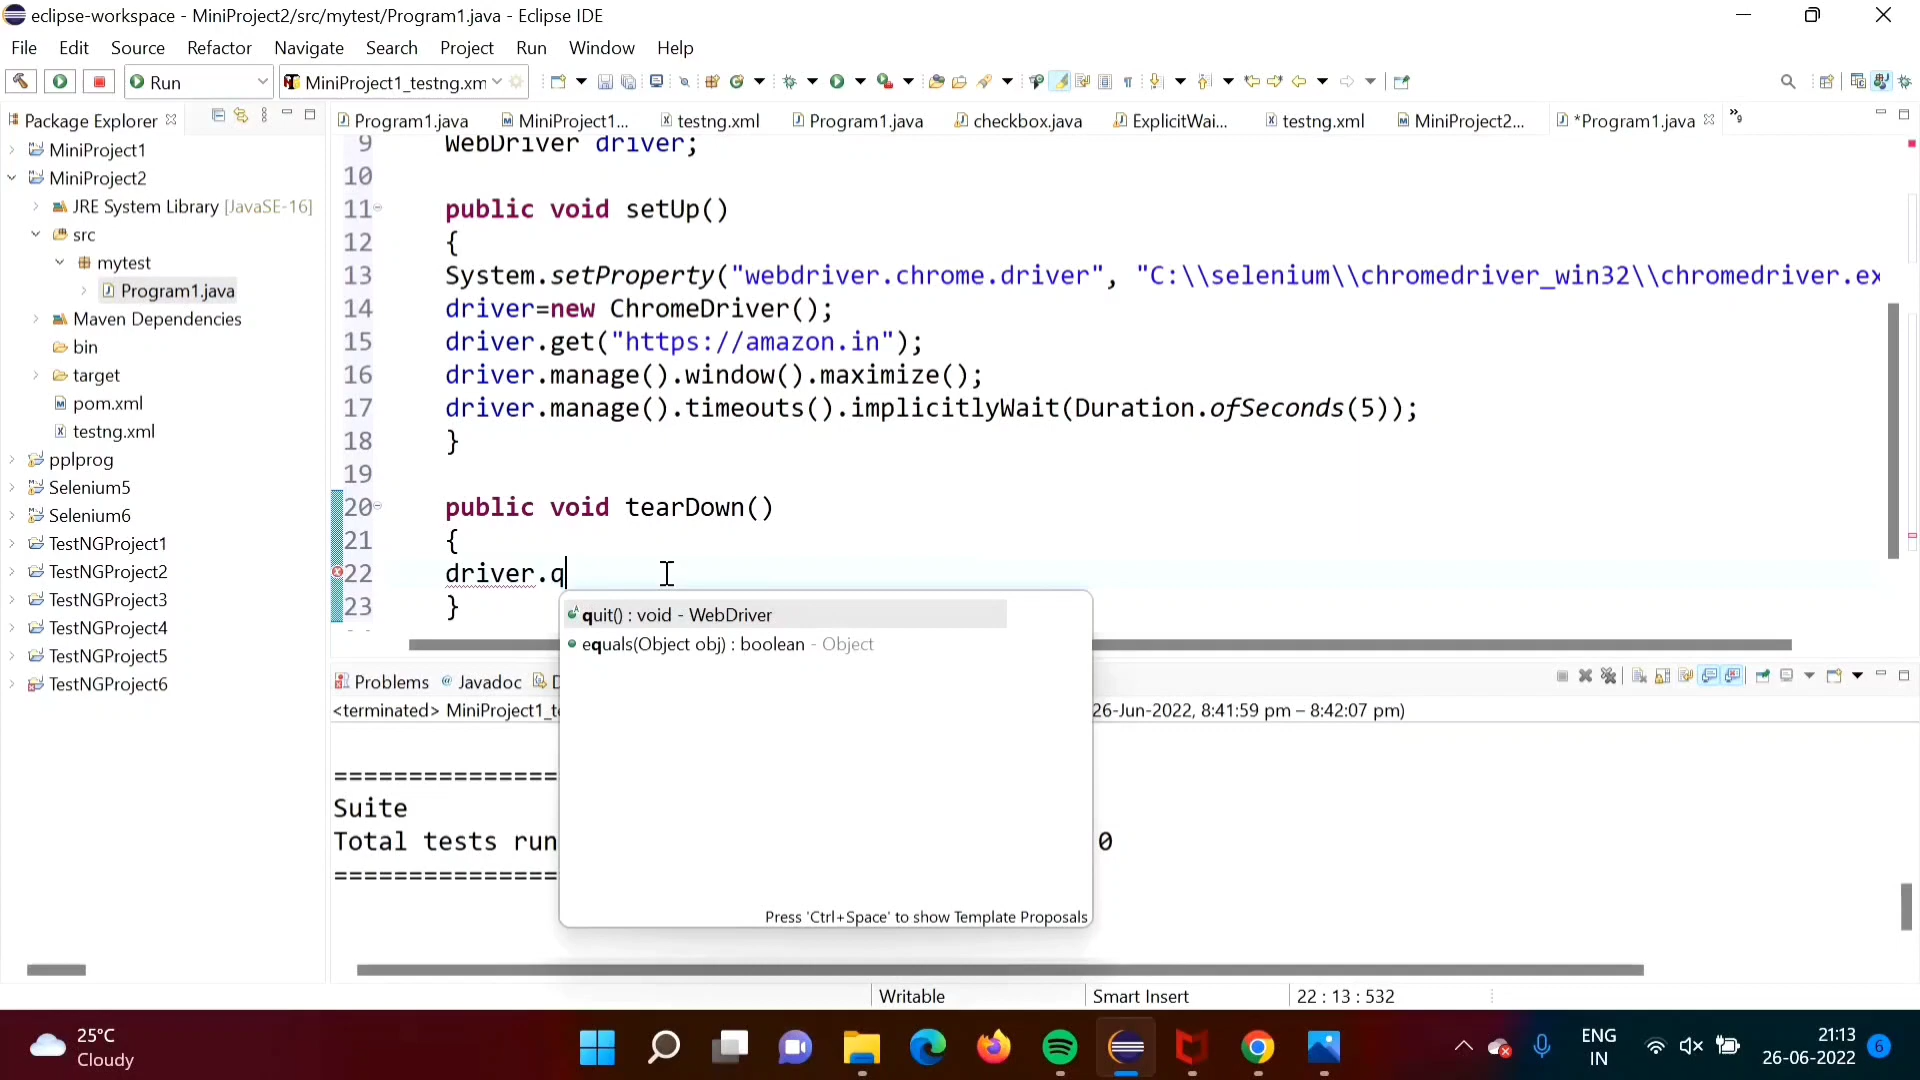 eclipse-workspace - MiniProject2/src/mytest/Program1.java - Eclipse IDE
File Edit Source Refactor Navigate Search Project Run Window Help
Run MiniProject1_testng.xm
Package Explorer
Program1.java MiniProject1... testng.xml Program1.java checkbox.java ExplicitWai... testng.xml MiniProject2... *Program1.java »9
MiniProject1
MiniProject2
JRE System Library [JavaSE-16]
src
mytest
Program1.java
Maven Dependencies
bin
target
pom.xml
testng.xml
pplprog
Selenium5
Selenium6
TestNGProject1
TestNGProject2
TestNGProject3
TestNGProject4
TestNGProject5
TestNGProject6
9 WebDriver driver;
10
11 public void setUp()
12 {
13 System.setProperty("webdriver.chrome.driver", "C:\\selenium\\chromedriver_win32\\chromedriver.ex
14 driver=new ChromeDriver();
15 driver.get("https://amazon.in");
16 driver.manage().window().maximize();
17 driver.manage().timeouts().implicitlyWait(Duration.ofSeconds(5));
18 }
19
20 public void tearDown()
21 {
22 driver.q
23 }
quit() : void - WebDriver
equals(Object obj) : boolean - Object
Press 'Ctrl+Space' to show Template Proposals
Problems Javadoc D
<terminated> MiniProject1_t 26-Jun-2022, 8:41:59 pm – 8:42:07 pm)
===============
Suite
Total tests run 0
===============
Writable Smart Insert 22 : 13 : 532
25°C
Cloudy
ENG
IN
21:13
26-06-2022
6